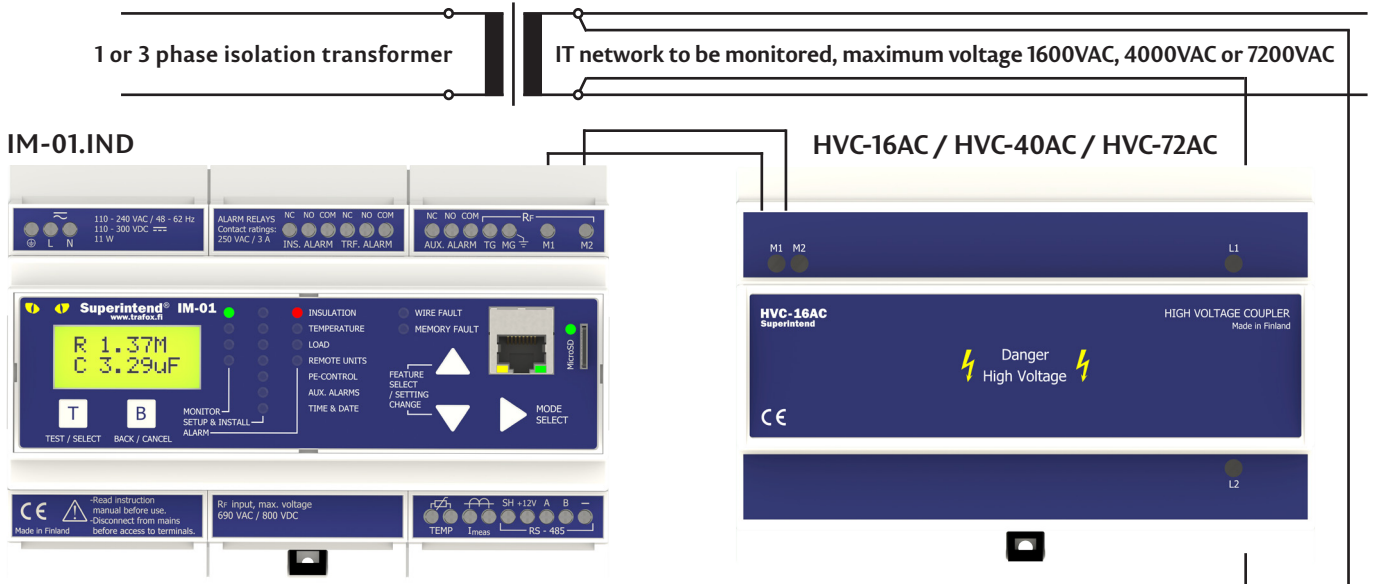 1 or 3 phase isolation transformer
IT network to be monitored, maximum voltage 1600VAC, 4000VAC or 7200VAC
IM-01.IND
HVC-16AC / HVC-40AC / HVC-72AC
L N
110 - 240 VAC / 48 - 62 Hz
110 - 300 VDC
11 W
ALARM RELAYS
Contact ratings:
250 VAC / 3 A
NC NO COM NC NO COM
INS. ALARM TRF. ALARM
NC NO COM RF
AUX. ALARM TG MG M1 M2
Superintend® IM-01
www.trafox.fi
R 1.37M
C 3.29uF
T B
TEST / SELECT BACK / CANCEL
MONITOR
SETUP & INSTALL
ALARM
INSULATION
TEMPERATURE
LOAD
REMOTE UNITS
PE-CONTROL
AUX. ALARMS
TIME & DATE
WIRE FAULT
MEMORY FAULT
FEATURE
SELECT
/ SETTING
CHANGE
MODE
SELECT
MicroSD
CE
Made in Finland
-Read instruction
manual before use.
-Disconnect from mains
before access to terminals.
RF input, max. voltage
690 VAC / 800 VDC
SH +12V A B −
TEMP Imeas RS - 485
M1 M2
L1
HVC-16AC
Superintend
HIGH VOLTAGE COUPLER
Made in Finland
Danger
High Voltage
CE
L2